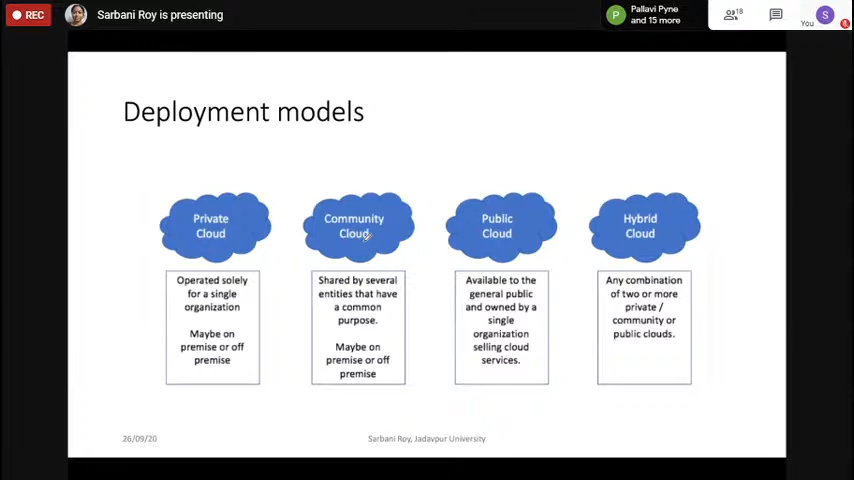 REC
Sarbani Roy is presenting
P
Pallavi Pyne
and 15 more
18
You
S
Deployment models
Private
Cloud
Community
Cloud
Public
Cloud
Hybrid
Cloud
Operated solely
for a single
organization
Maybe on
premise or off
premise
Shared by several
entities that have
a common
purpose.
Maybe on
premise or off
premise
Available to the
general public
and owned by a
single
organization
selling cloud
services.
Any combination
of two or more
private /
community or
public clouds.
26/09/20
Sarbani Roy, Jadavpur University